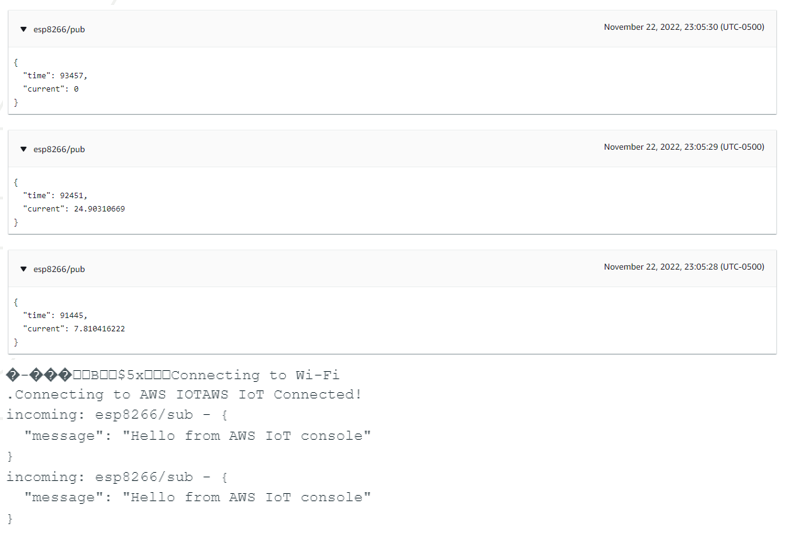 ▼ esp8266/pub November 22, 2022, 23:05:30 (UTC-0500)
{
"time": 93457,
"current": 0
}
▼ esp8266/pub November 22, 2022, 23:05:29 (UTC-0500)
{
"time": 92451,
"current": 24.90310669
}
▼ esp8266/pub November 22, 2022, 23:05:28 (UTC-0500)
{
"time": 91445,
"current": 7.810416222
}
�-���□□B□□$5x□□□Connecting to Wi-Fi
.Connecting to AWS IOTAWS IoT Connected!
incoming: esp8266/sub - {
"message": "Hello from AWS IoT console"
}
incoming: esp8266/sub - {
"message": "Hello from AWS IoT console"
}